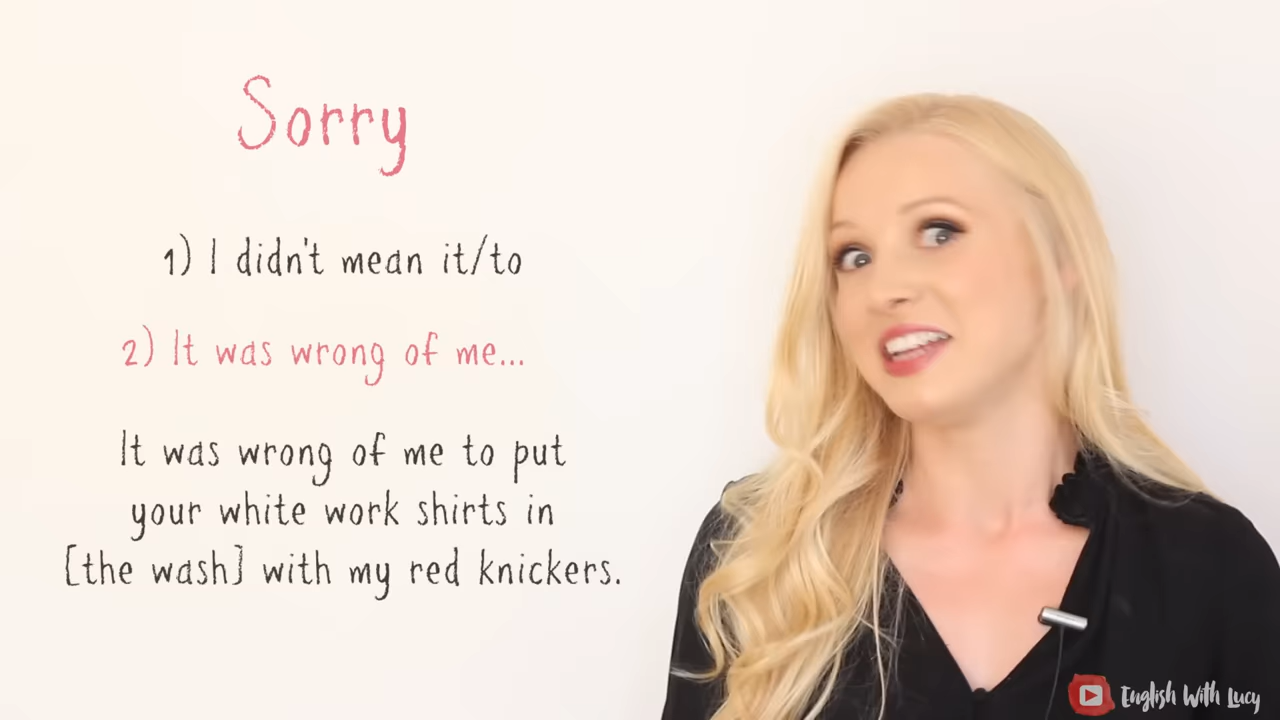 Sorry
1) I didn't mean it/to
2) It was wrong of me...
It was wrong of me to put
your white work shirts in
[the wash] with my red knickers.
English With Lucy